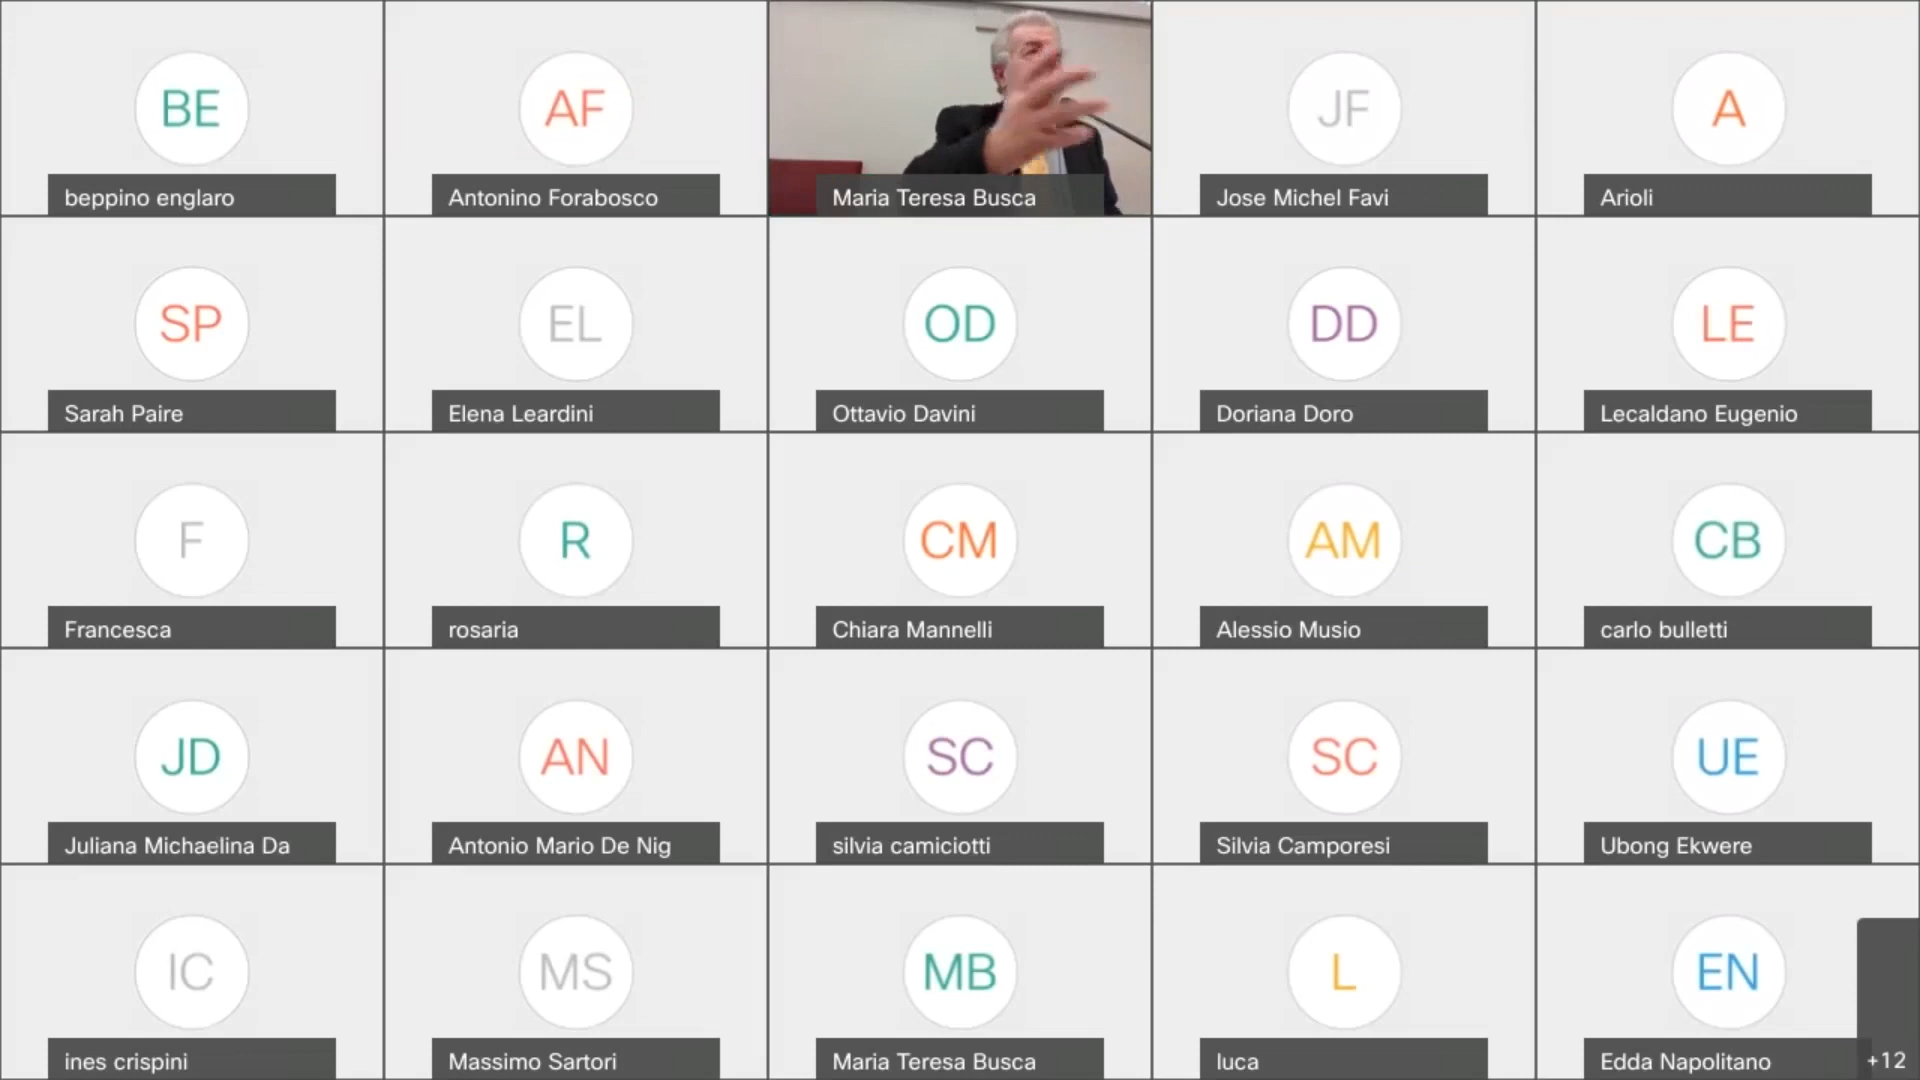 BE
beppino englaro
AF
Antonino Forabosco
Maria Teresa Busca
JF
Jose Michel Favi
A
Arioli
SP
Sarah Paire
EL
Elena Leardini
OD
Ottavio Davini
DD
Doriana Doro
LE
Lecaldano Eugenio
F
Francesca
R
rosaria
CM
Chiara Mannelli
AM
Alessio Musio
CB
carlo bulletti
JD
Juliana Michaelina Da
AN
Antonio Mario De Nig
SC
silvia camiciotti
SC
Silvia Camporesi
UE
Ubong Ekwere
IC
ines crispini
MS
Massimo Sartori
MB
Maria Teresa Busca
L
luca
EN
Edda Napolitano
+12